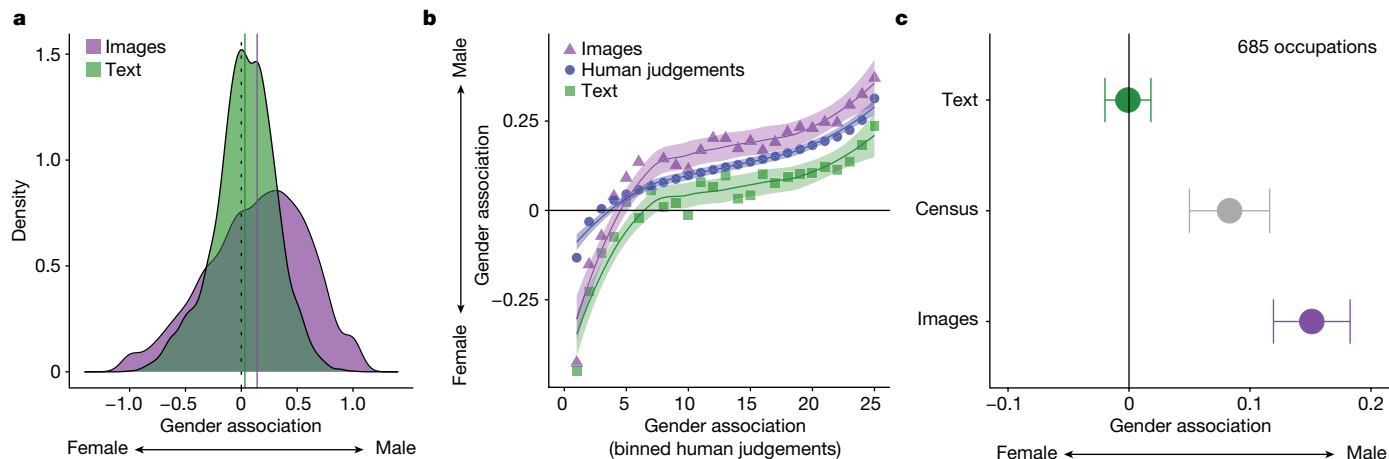 a
Images
Text
1.5
1.0
0.5
0
Density
−1.0 −0.5 0 0.5 1.0
Gender association
Female Male
b
Images
Human judgements
Text
Male
Female
Gender association
0.25
0
−0.25
0 5 10 15 20 25
Gender association
(binned human judgements)
c
685 occupations
Text
Census
Images
−0.1 0 0.1 0.2
Gender association
Female Male